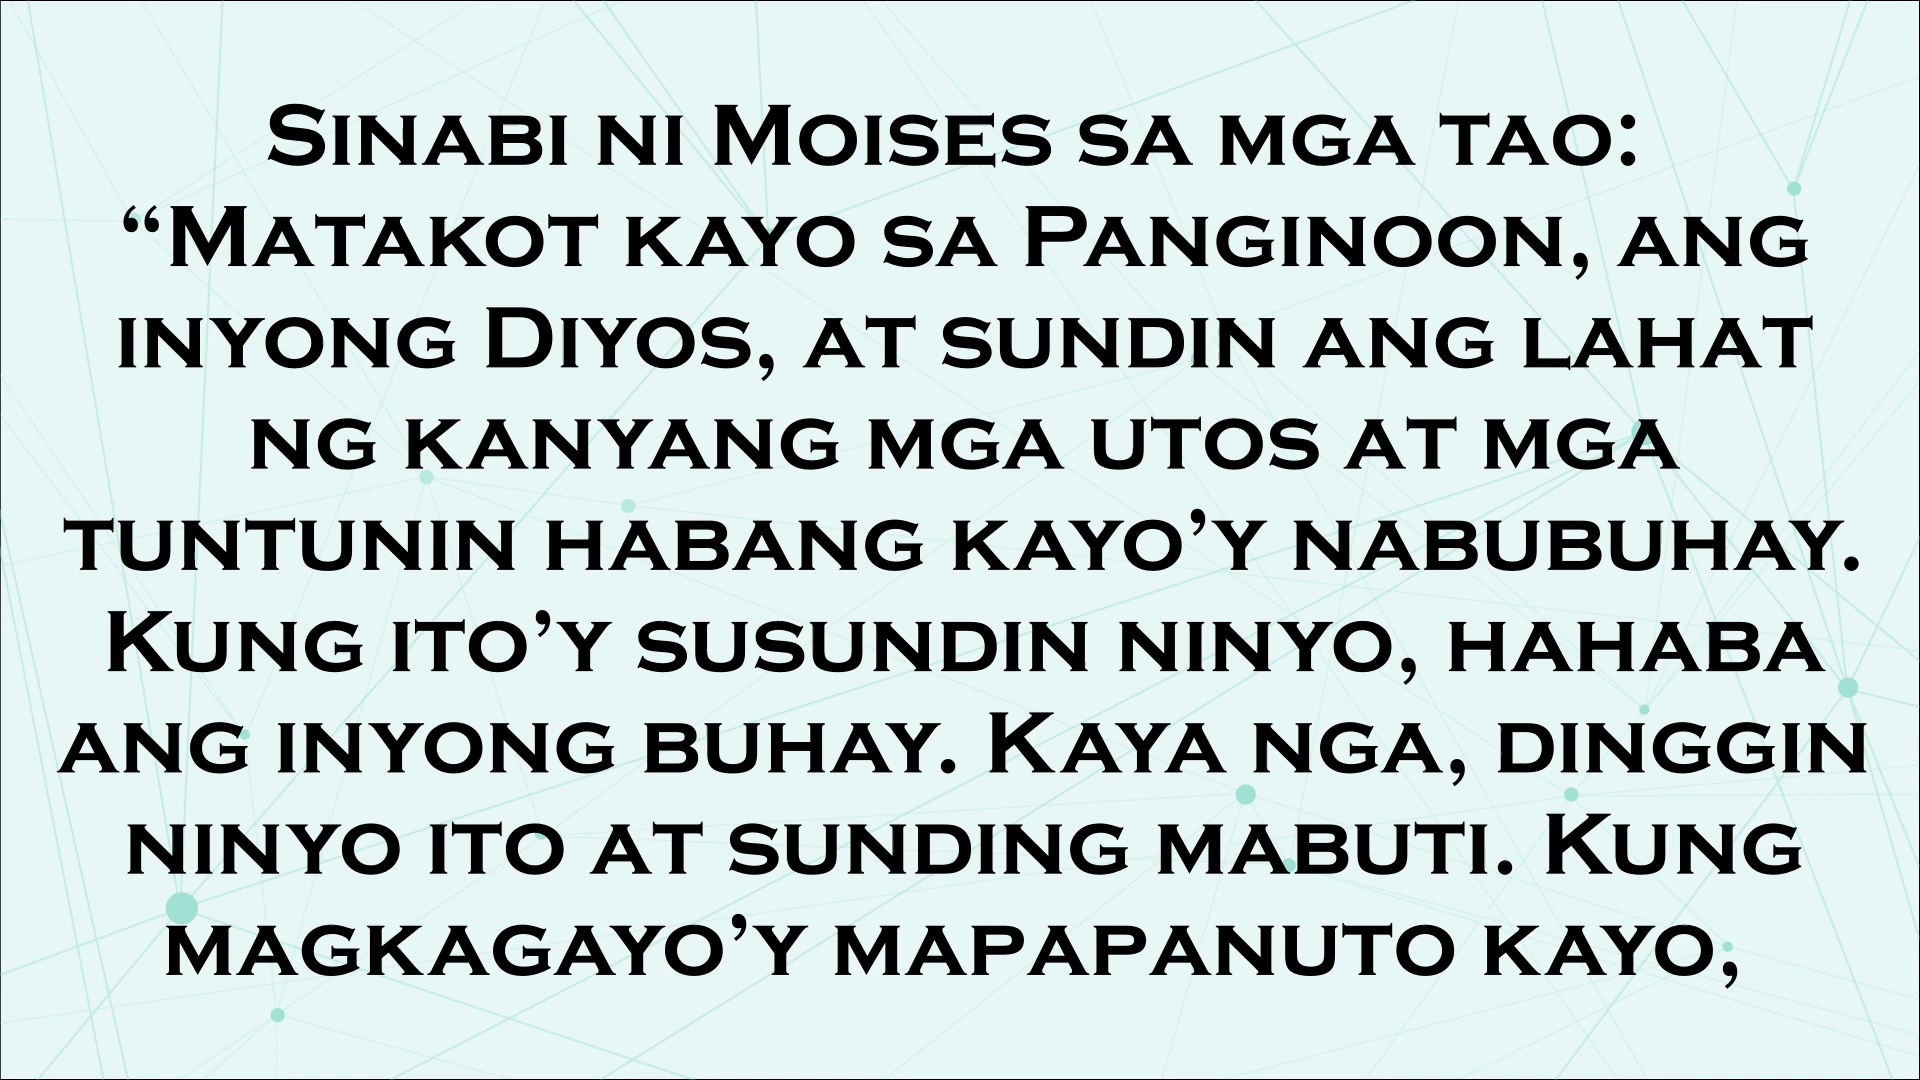 Sinabi ni Moises sa mga tao:
“Matakot kayo sa Panginoon, ang
inyong Diyos, at sundin ang lahat
ng kanyang mga utos at mga
tuntunin habang kayo’y nabubuhay.
Kung ito’y susundin ninyo, hahaba
ang inyong buhay. Kaya nga, dinggin
ninyo ito at sunding mabuti. Kung
magkagayo’y mapapanuto kayo,